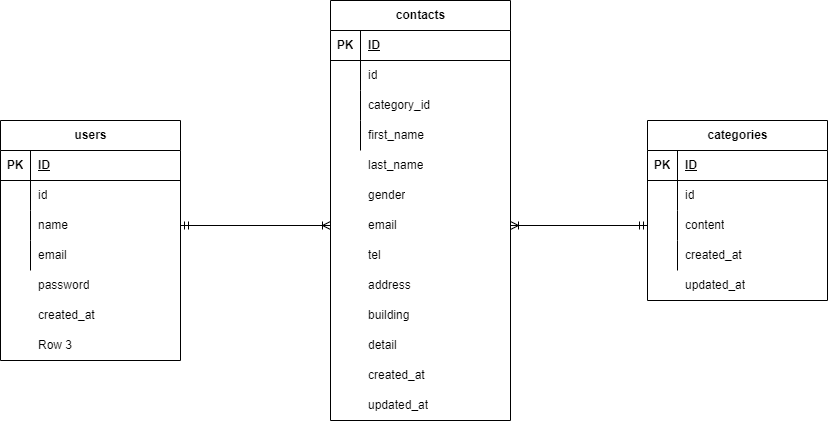 contacts
PK ID
id
category_id
first_name
last_name
gender
email
tel
address
building
detail
created_at
updated_at
users
PK ID
id
name
email
password
created_at
Row 3
categories
PK ID
id
content
created_at
updated_at